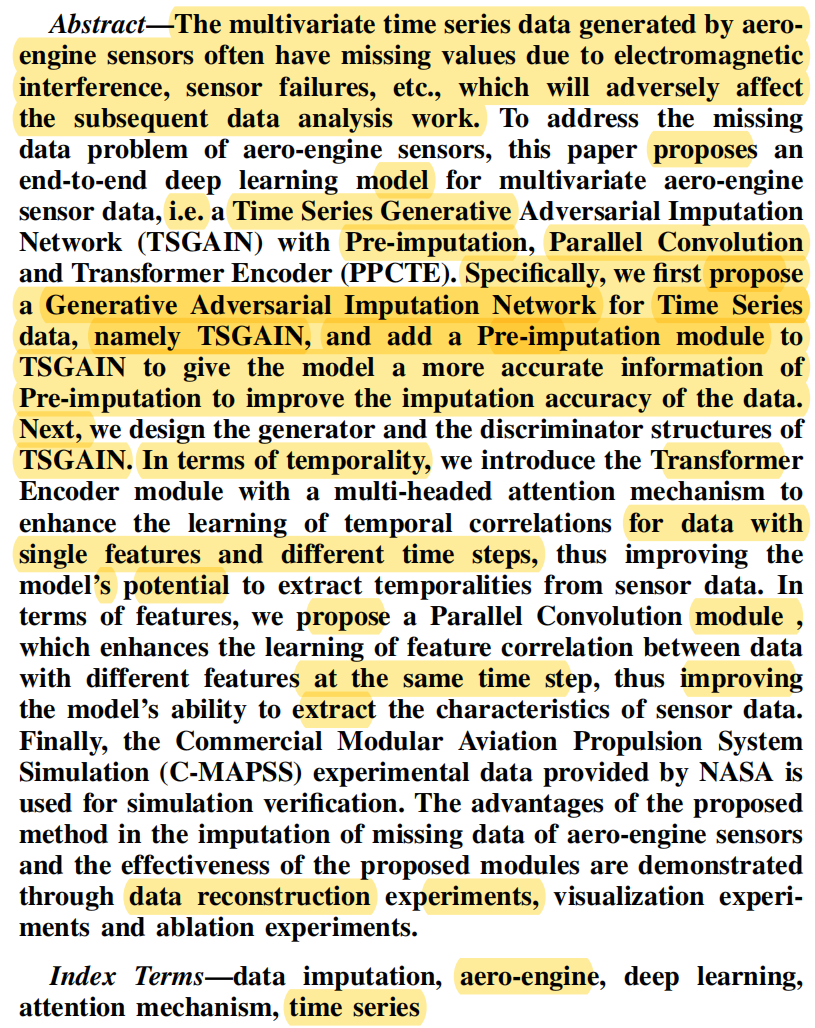 Abstract—The multivariate time series data generated by aero-
engine sensors often have missing values due to electromagnetic
interference, sensor failures, etc., which will adversely affect
the subsequent data analysis work. To address the missing
data problem of aero-engine sensors, this paper proposes an
end-to-end deep learning model for multivariate aero-engine
sensor data, i.e. a Time Series Generative Adversarial Imputation
Network (TSGAIN) with Pre-imputation, Parallel Convolution
and Transformer Encoder (PPCTE). Specifically, we first propose
a Generative Adversarial Imputation Network for Time Series
data, namely TSGAIN, and add a Pre-imputation module to
TSGAIN to give the model a more accurate information of
Pre-imputation to improve the imputation accuracy of the data.
Next, we design the generator and the discriminator structures of
TSGAIN. In terms of temporality, we introduce the Transformer
Encoder module with a multi-headed attention mechanism to
enhance the learning of temporal correlations for data with
single features and different time steps, thus improving the
model's potential to extract temporalities from sensor data. In
terms of features, we propose a Parallel Convolution module ,
which enhances the learning of feature correlation between data
with different features at the same time step, thus improving
the model's ability to extract the characteristics of sensor data.
Finally, the Commercial Modular Aviation Propulsion System
Simulation (C-MAPSS) experimental data provided by NASA is
used for simulation verification. The advantages of the proposed
method in the imputation of missing data of aero-engine sensors
and the effectiveness of the proposed modules are demonstrated
through data reconstruction experiments, visualization experi-
ments and ablation experiments.
Index Terms—data imputation, aero-engine, deep learning,
attention mechanism, time series